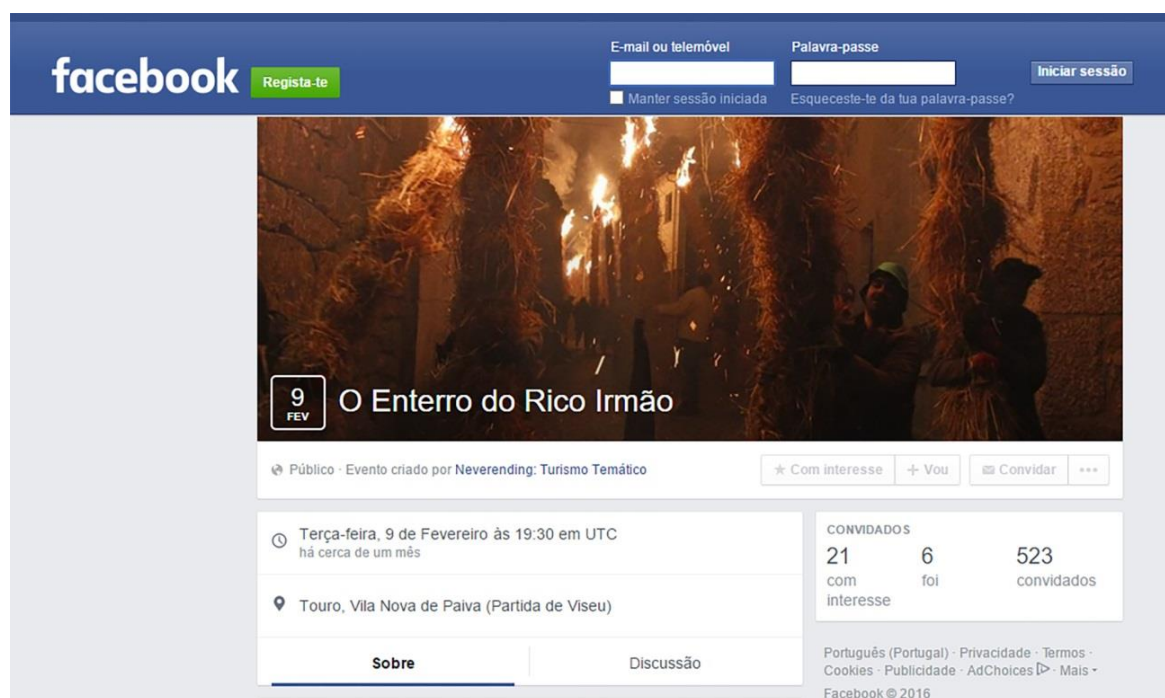 facebook
Regista-te
E-mail ou telemóvel
Palavra-passe
Iniciar sessão
Manter sessão iniciada
Esqueceste-te da tua palavra-passe?
9
FEV
O Enterro do Rico Irmão
Público · Evento criado por Neverending: Turismo Temático
Com interesse
Vou
Convidar
Terça-feira, 9 de Fevereiro às 19:30 em UTC
há cerca de um mês
Touro, Vila Nova de Paiva (Partida de Viseu)
Sobre
Discussão
CONVIDADOS
21 6 523
com foi convidados
interesse
Português (Portugal) · Privacidade · Termos ·
Cookies · Publicidade · AdChoices · Mais
Facebook © 2016